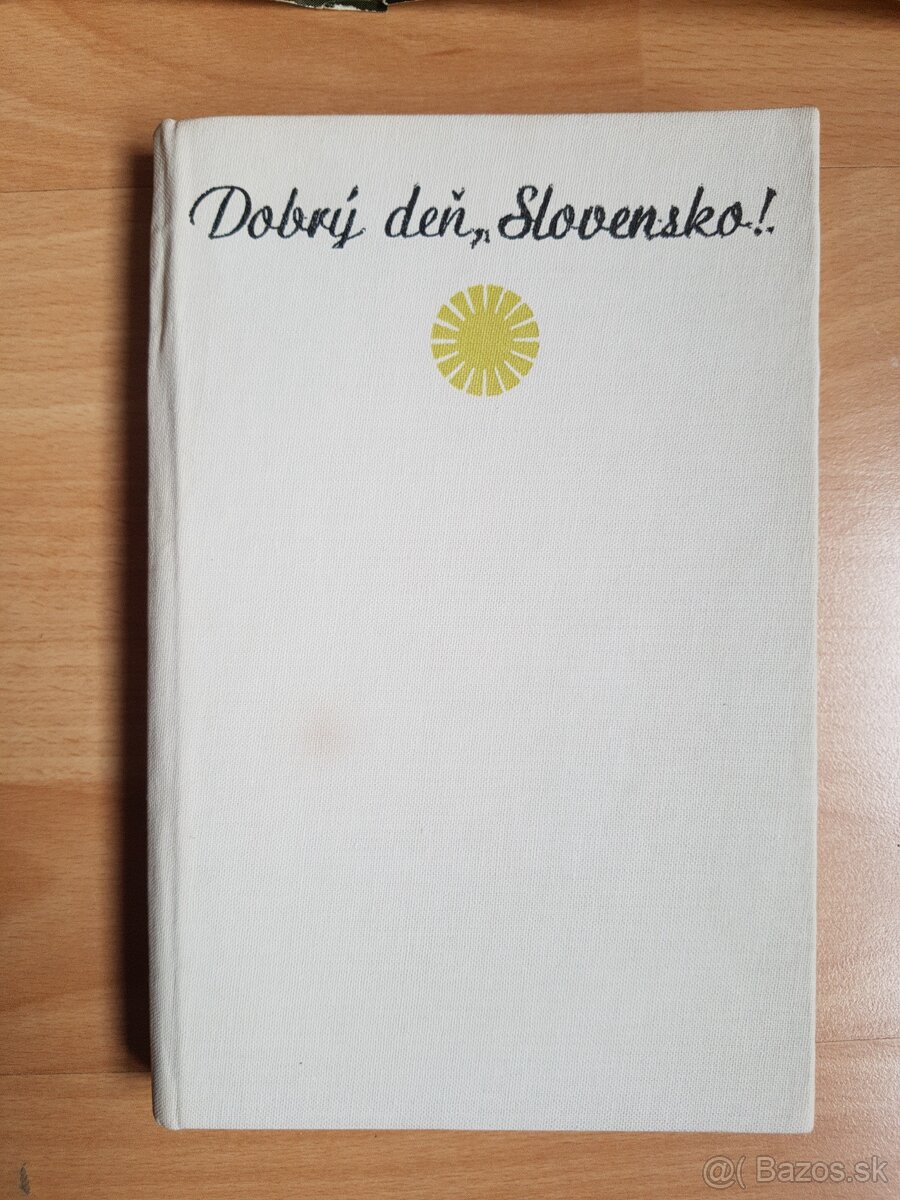 Dobrý deň, Slovensko!
@( Bazos.sk